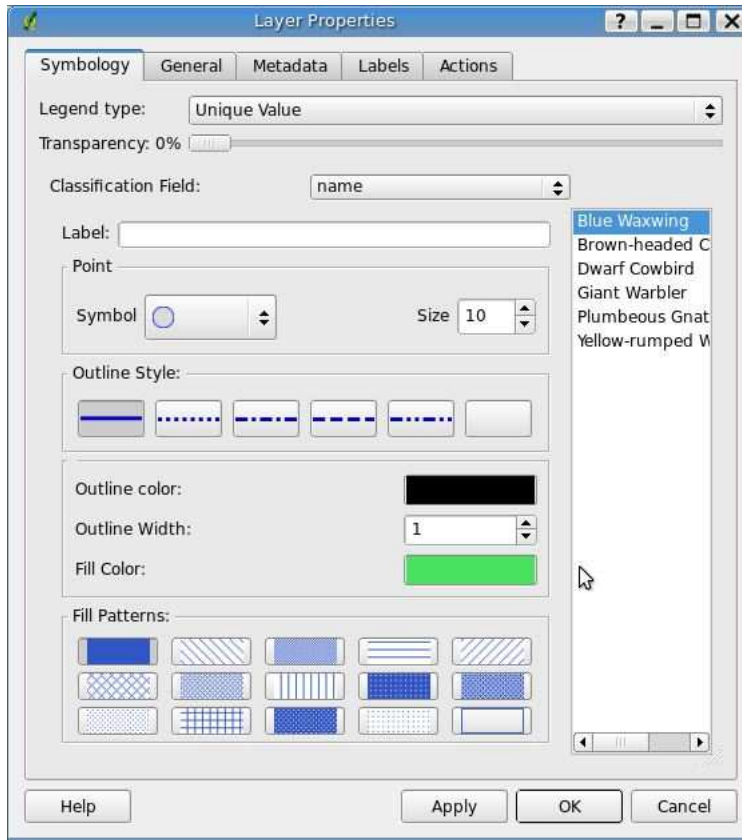 Layer Properties
Symbology General Metadata Labels Actions
Legend type: Unique Value
Transparency: 0%
Classification Field: name
Label:
Blue Waxwing
Brown-headed C
Dwarf Cowbird
Giant Warbler
Plumbeous Gnat
Yellow-rumped W
Point
Symbol Size 10
Outline Style:
Outline color:
Outline Width: 1
Fill Color:
Fill Patterns:
Help Apply OK Cancel